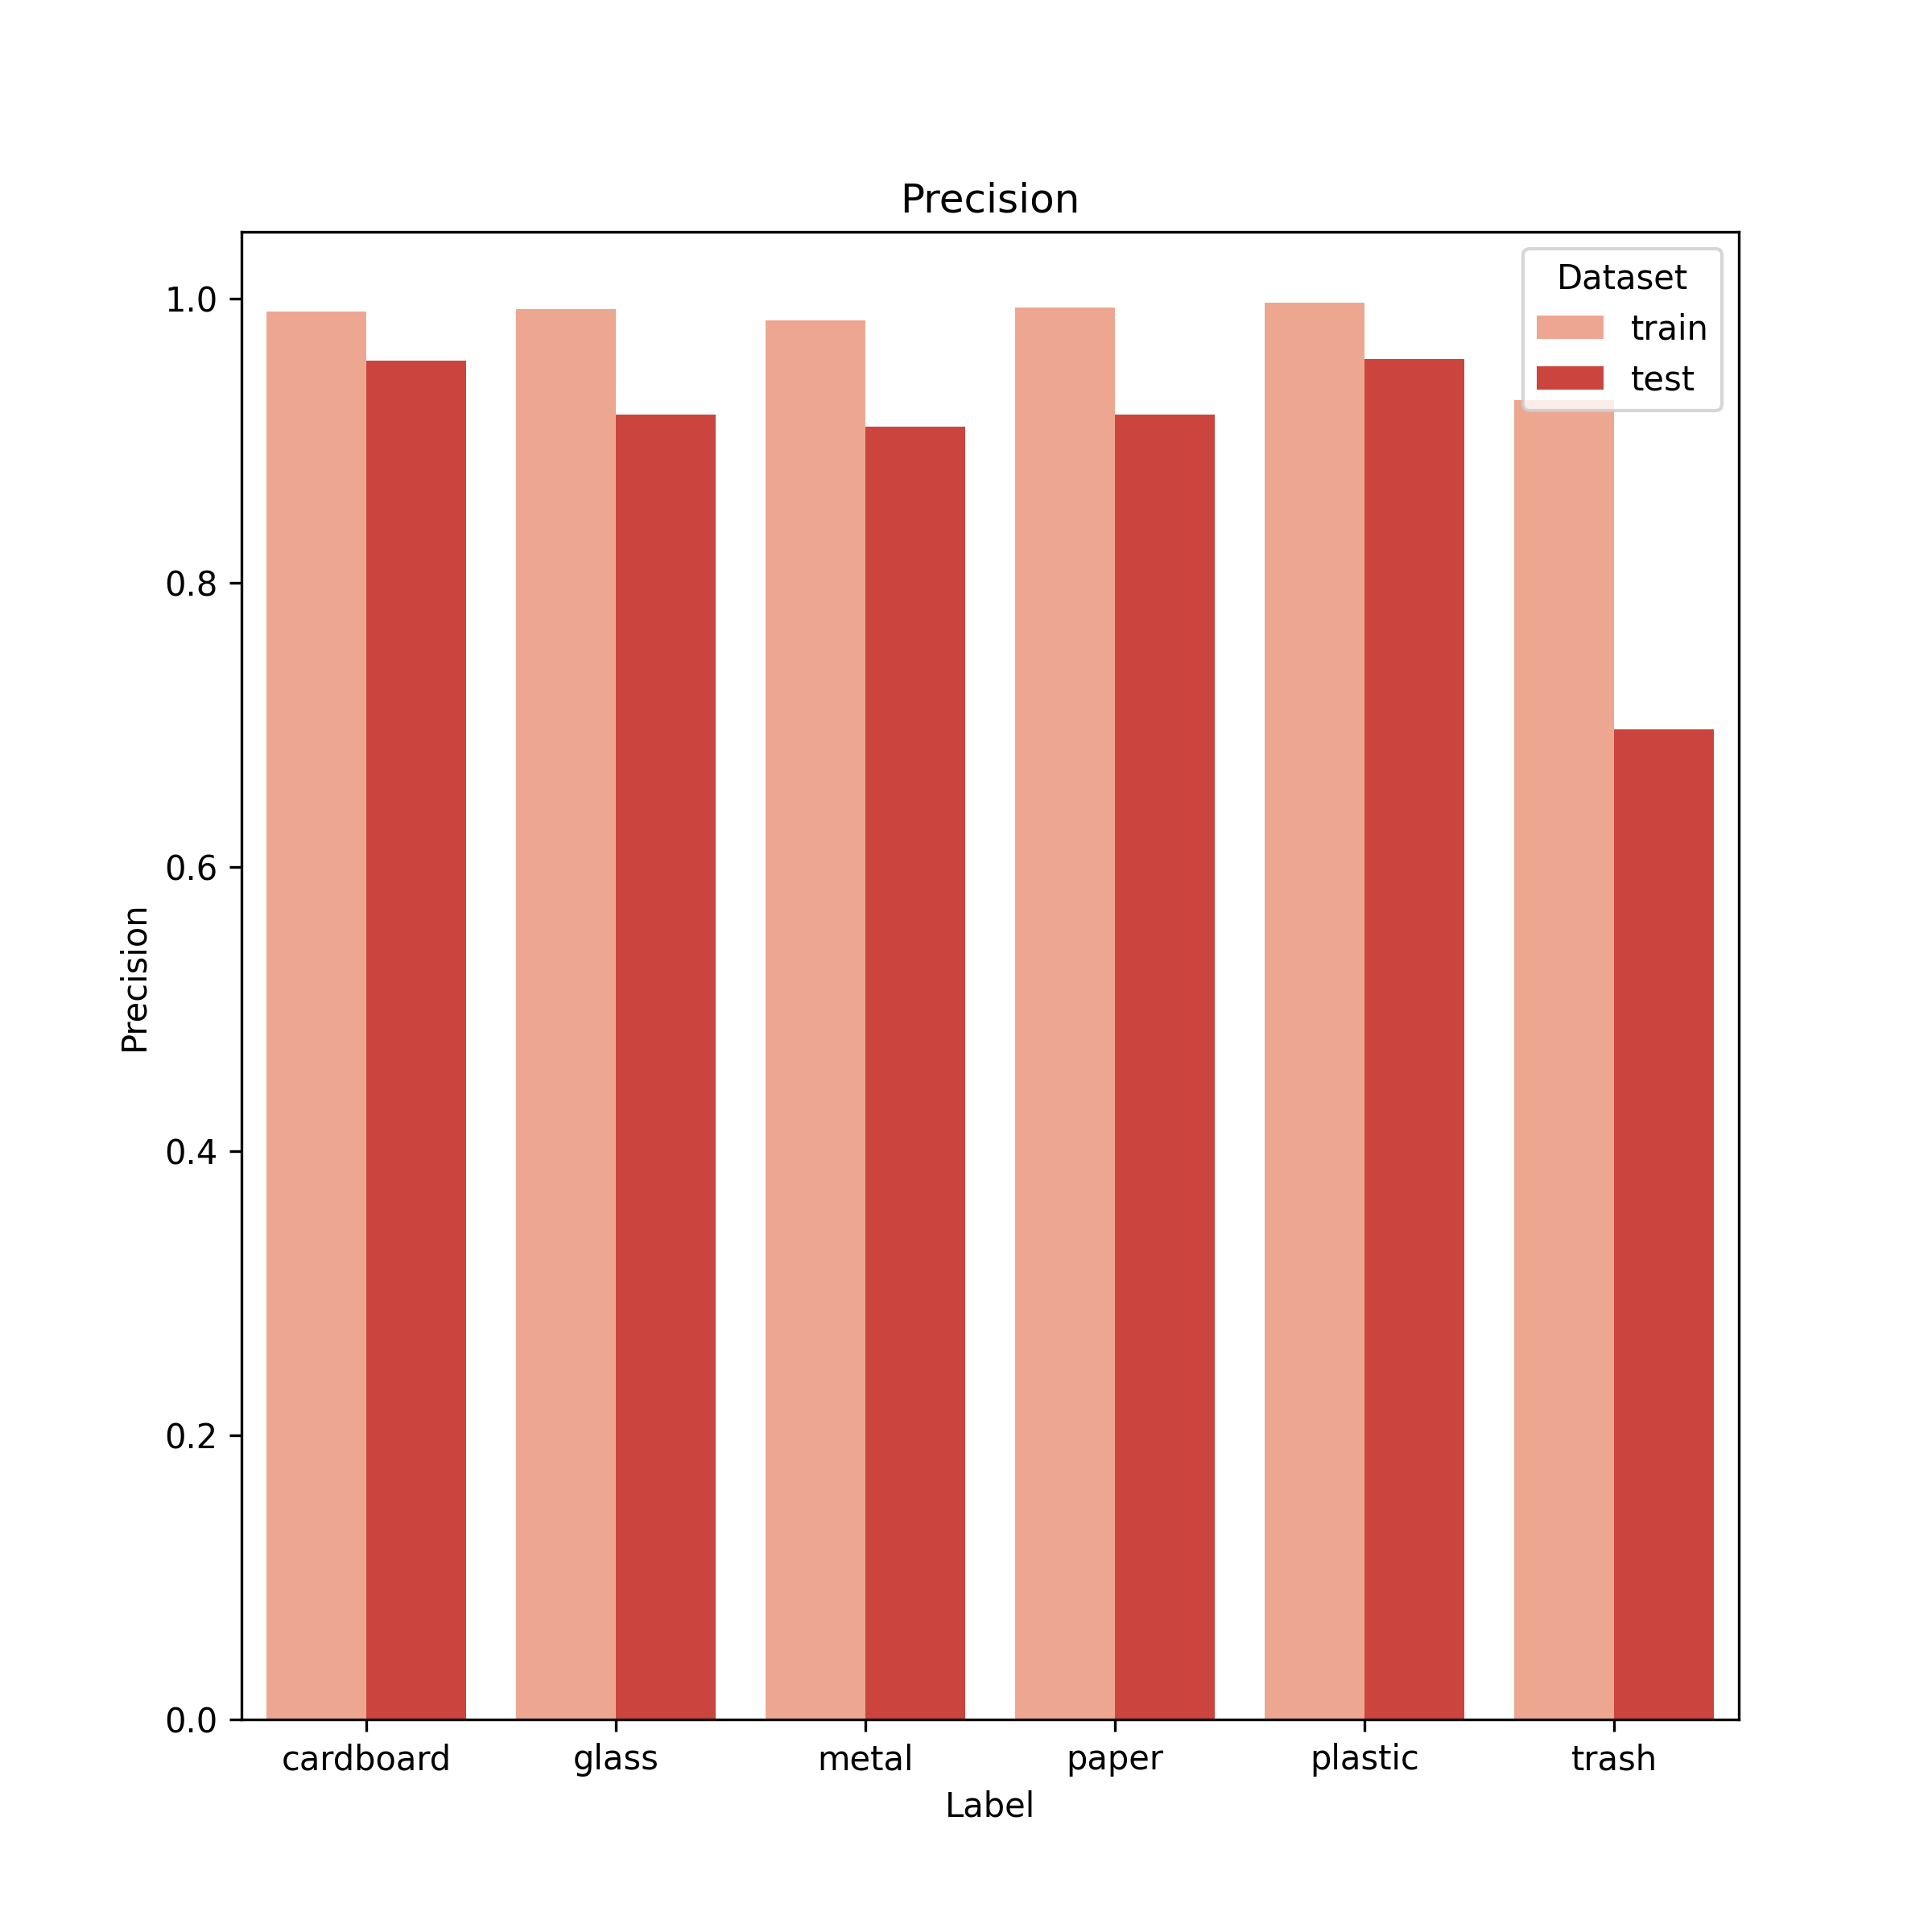 Precision
Dataset
train
test
1.0
0.8
0.6
0.4
0.2
0.0
Precision
cardboard glass metal paper plastic trash
Label